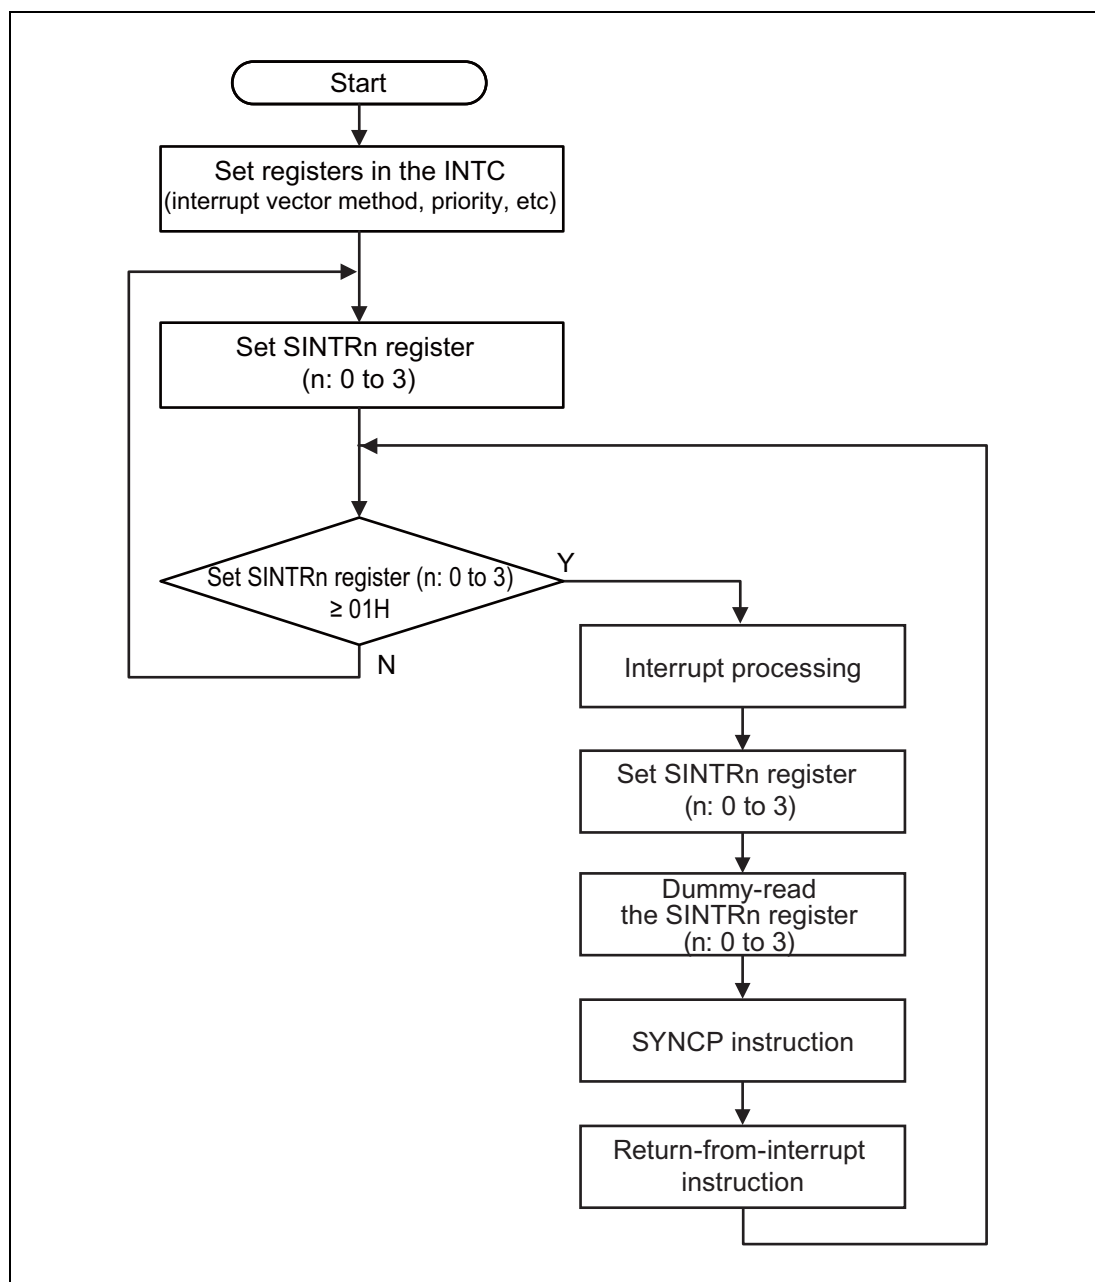 Start
Set registers in the INTC
(interrupt vector method, priority, etc)
Set SINTRn register
(n: 0 to 3)
Set SINTRn register (n: 0 to 3)
≥ 01H
Y
N
Interrupt processing
Set SINTRn register
(n: 0 to 3)
Dummy-read
the SINTRn register
(n: 0 to 3)
SYNCP instruction
Return-from-interrupt
instruction